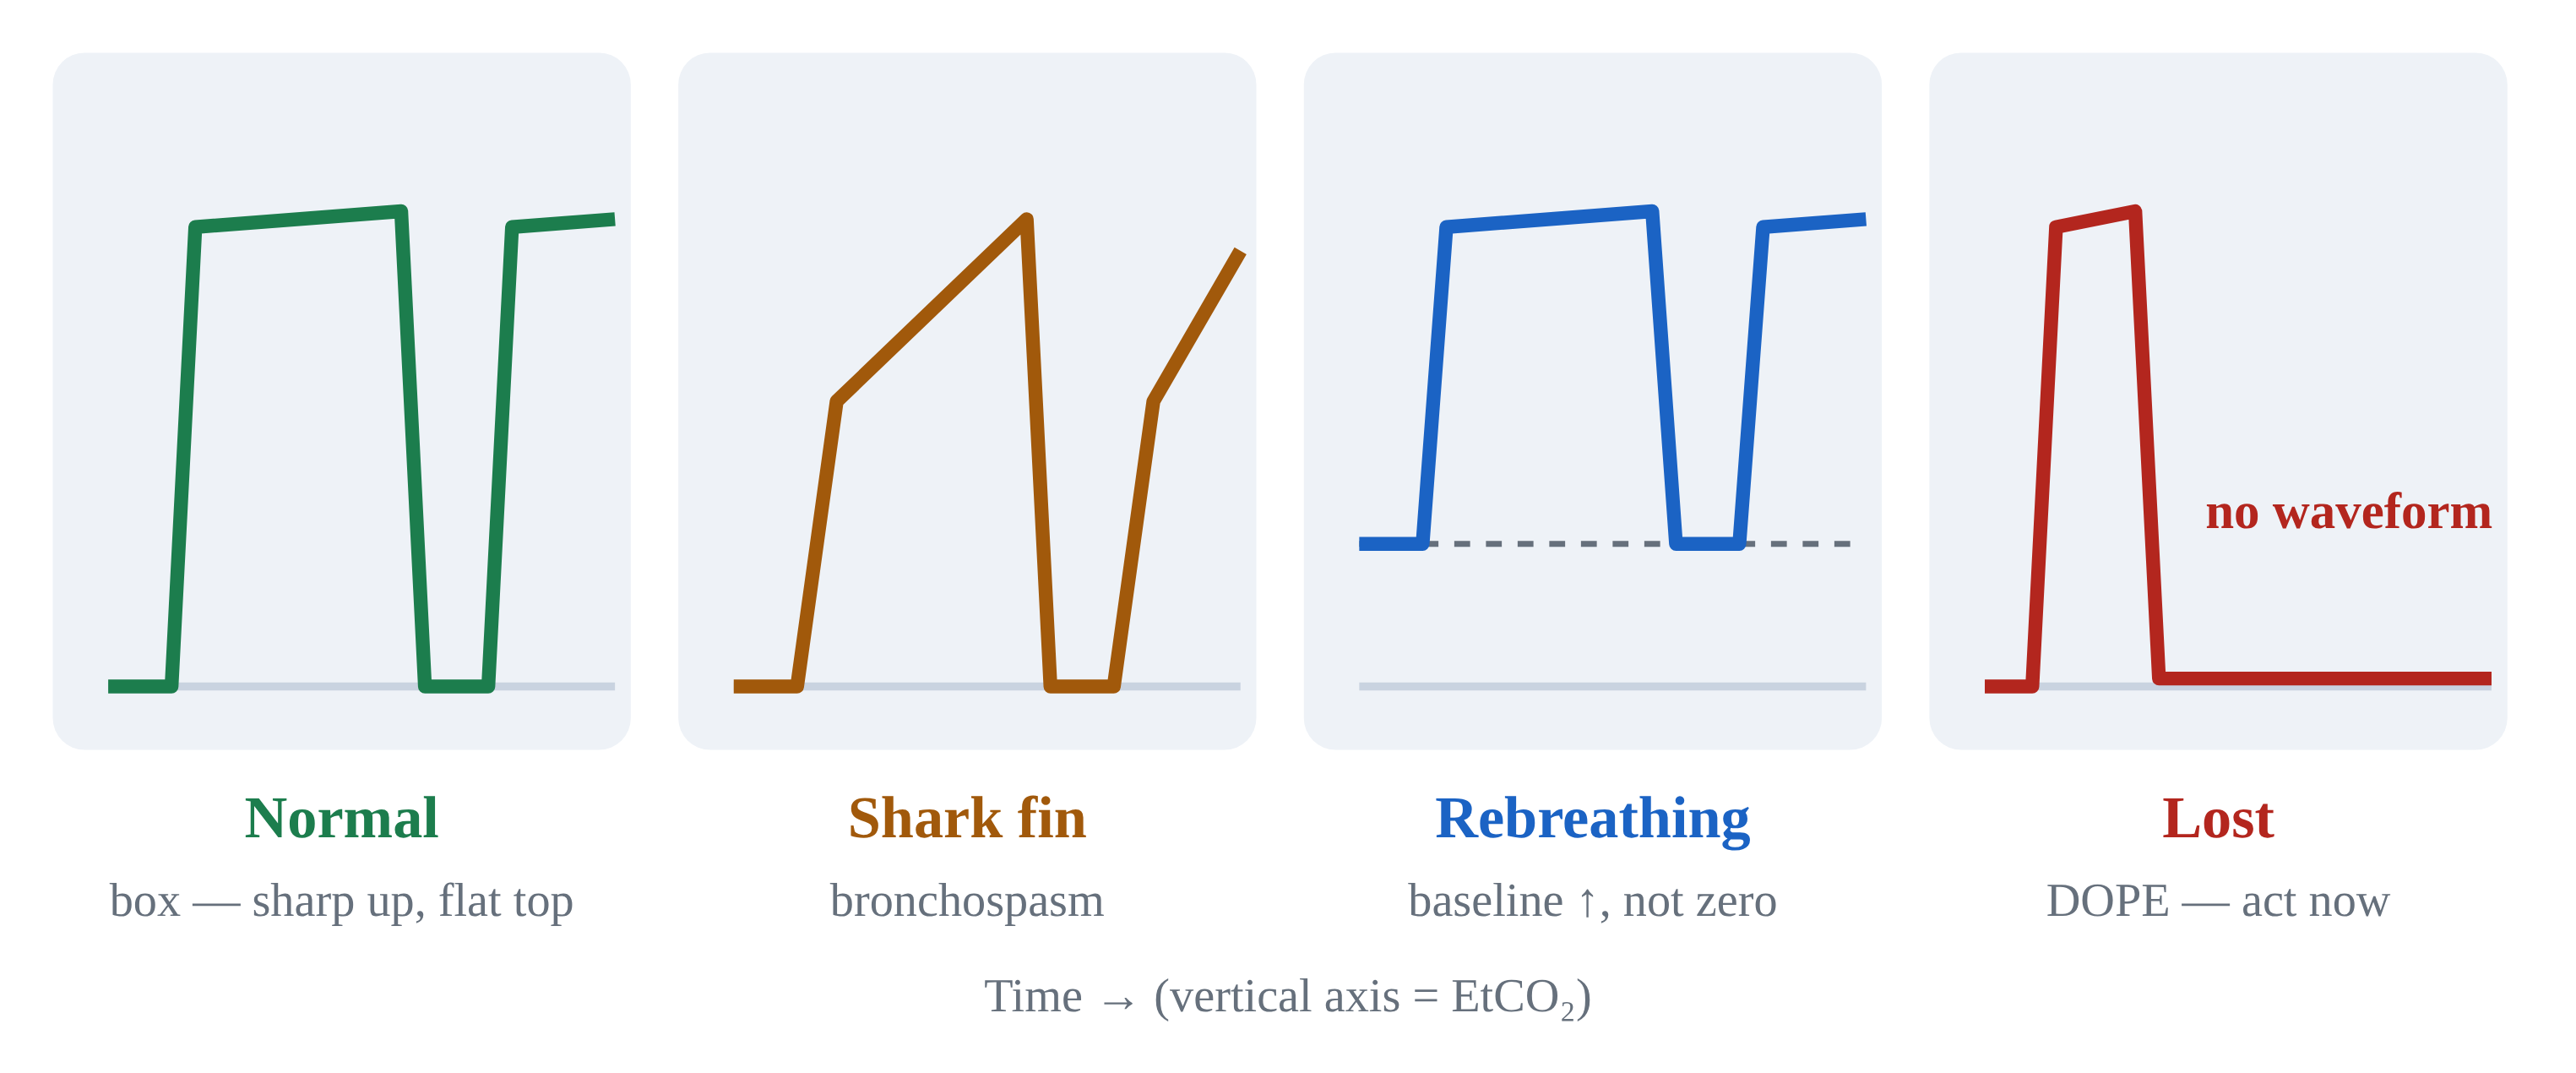 no waveform
Normal
box — sharp up, flat top
Shark fin
bronchospasm
Rebreathing
baseline ↑, not zero
Lost
DOPE — act now
Time → (vertical axis = EtCO₂)